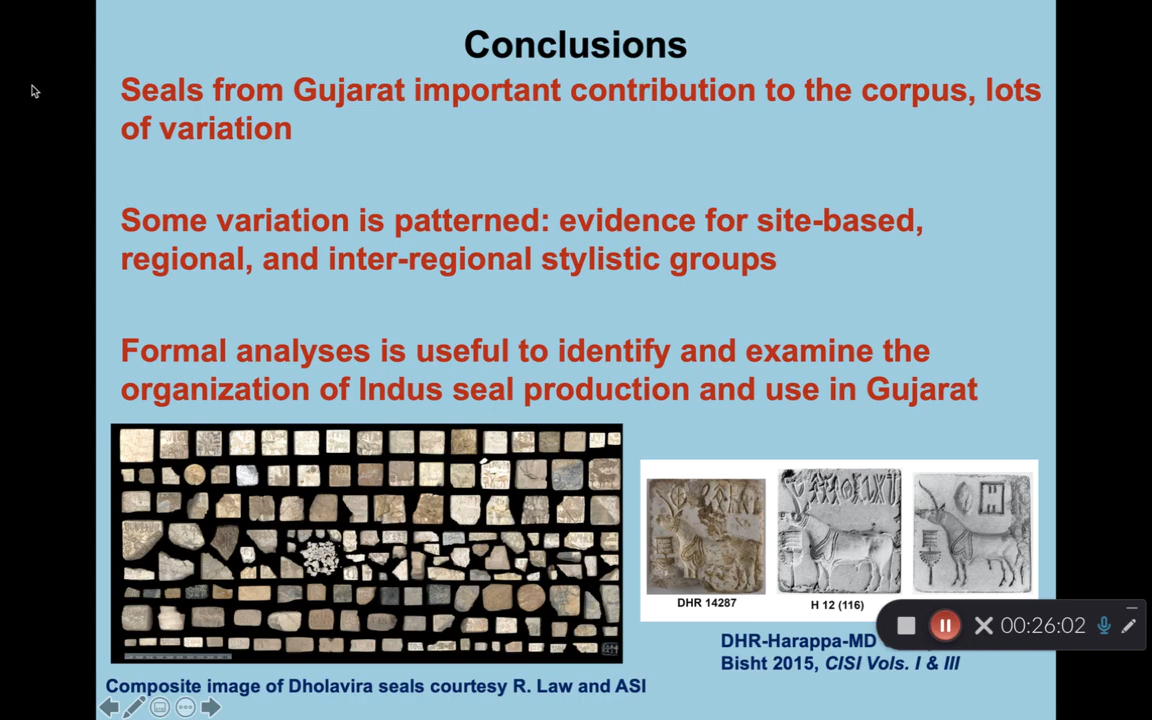 Conclusions
Seals from Gujarat important contribution to the corpus, lots
of variation
Some variation is patterned: evidence for site-based,
regional, and inter-regional stylistic groups
Formal analyses is useful to identify and examine the
organization of Indus seal production and use in Gujarat
DHR 14287
H 12 (116)
00:26:02
DHR-Harappa-MD
Bisht 2015, CISI Vols. I & III
Composite image of Dholavira seals courtesy R. Law and ASI